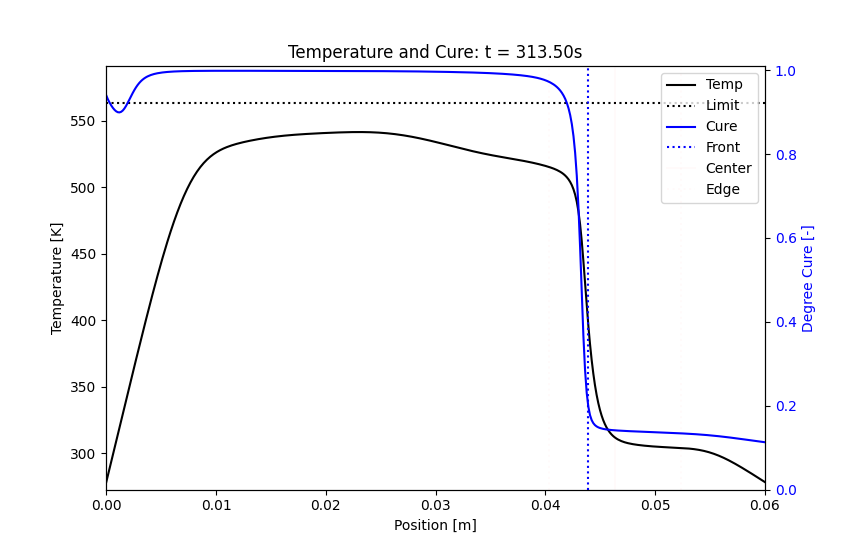 Temperature and Cure: t = 313.50s
Temp
Limit
Cure
Front
Center
Edge
550
500
450
400
350
300
Temperature [K]
1.0
0.8
0.6
0.4
0.2
0.0
Degree Cure [-]
0.00 0.01 0.02 0.03 0.04 0.05 0.06
Position [m]